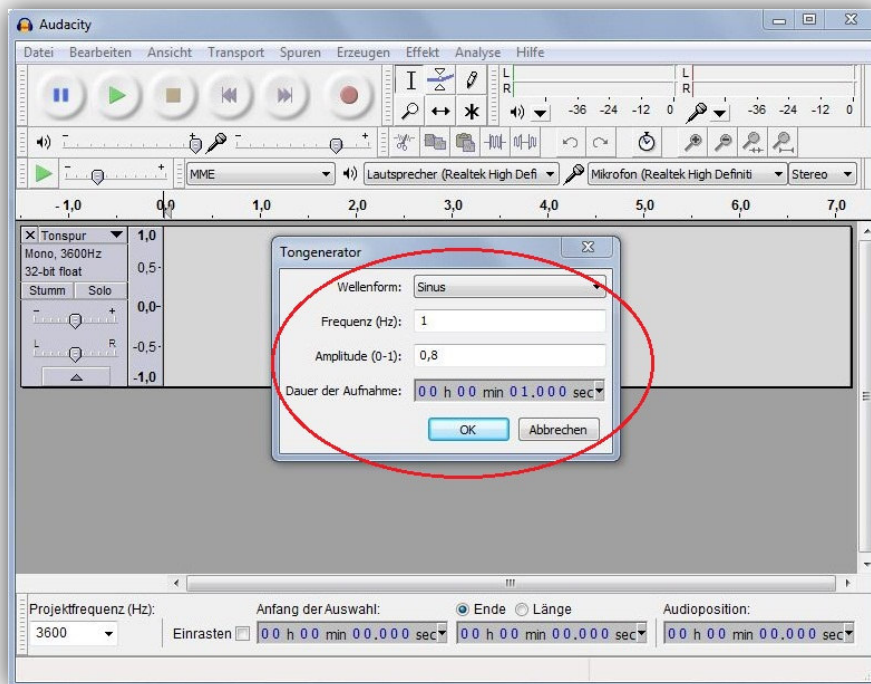 Audacity
Datei Bearbeiten Ansicht Transport Spuren Erzeugen Effekt Analyse Hilfe
L
R
-36 -24 -12 0
L
R
-36 -24 -12 0
MME
Lautsprecher (Realtek High Defi
Mikrofon (Realtek High Definiti
Stereo
- 1,0 0,0 1,0 2,0 3,0 4,0 5,0 6,0 7,0
Tonspur
Mono, 3600Hz
32-bit float
Stumm Solo
- +
L R
1,0
0,5-
0,0-
-0,5-
-1,0
Tongenerator
Wellenform: Sinus
Frequenz (Hz): 1
Amplitude (0-1): 0,8
Dauer der Aufnahme: 00 h 00 min 01.000 sec
OK Abbrechen
Projektfrequenz (Hz): Anfang der Auswahl: Ende Länge Audioposition:
3600 Einrasten 00 h 00 min 00.000 sec 00 h 00 min 00.000 sec 00 h 00 min 00.000 sec